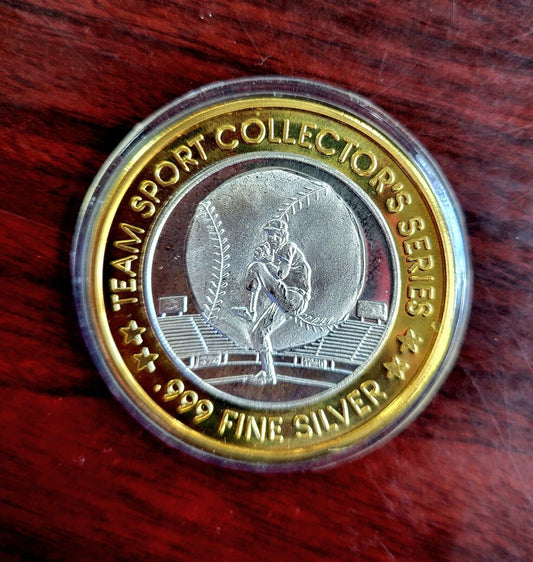 TEAM SPORT COLLECTOR'S SERIES
.999 FINE SILVER